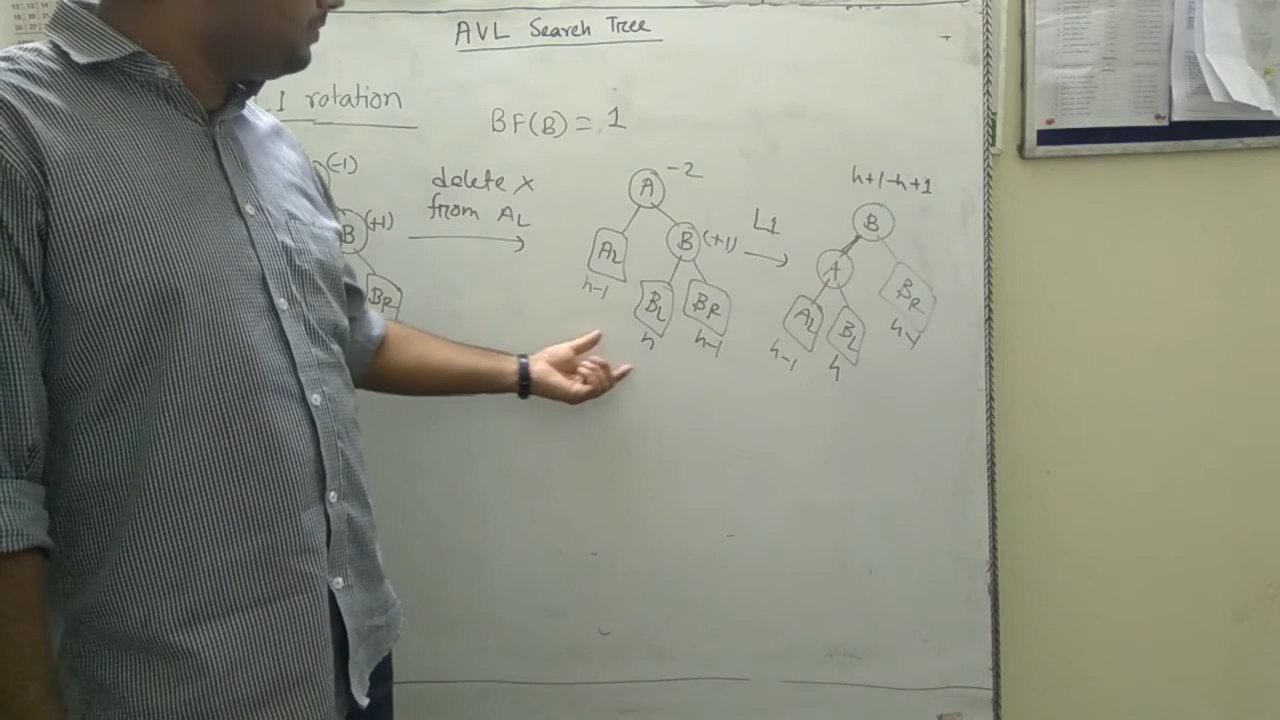 AVL Search Tree
1 rotation
BF(B) = 1
(-1)
B (+1)
BR
delete x
from AL
A -2
AL
h-1
B (+1)
BL
h
BR
h-1
L1
h+1-h+1
B
A
AL
h-1
BL
h
BR
h-1